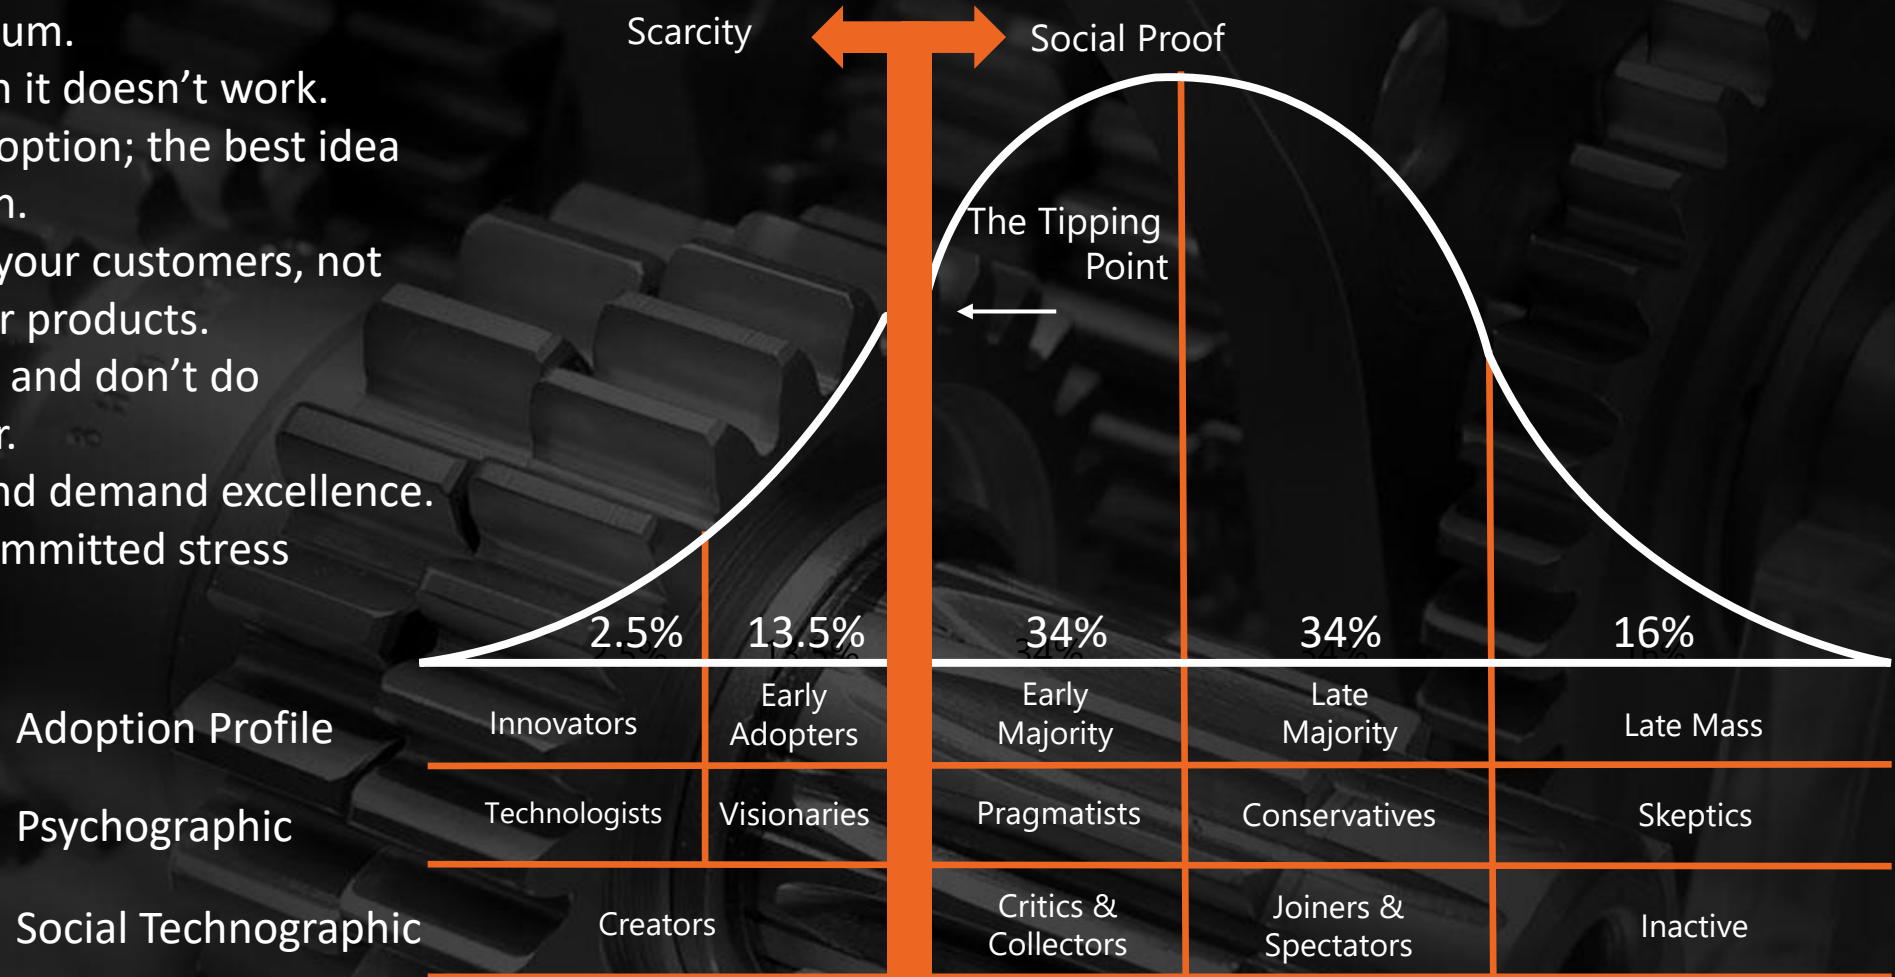 um.
n it doesn’t work.
option; the best idea
n.
your customers, not
r products.
and don’t do
r.
nd demand excellence.
ommitted stress
Scarcity
Social Proof
The Tipping
Point
2.5%
13.5%
34%
34%
16%
Adoption Profile
Innovators
Early
Adopters
Early
Majority
Late
Majority
Late Mass
Psychographic
Technologists
Visionaries
Pragmatists
Conservatives
Skeptics
Social Technographic
Creators
Critics &
Collectors
Joiners &
Spectators
Inactive